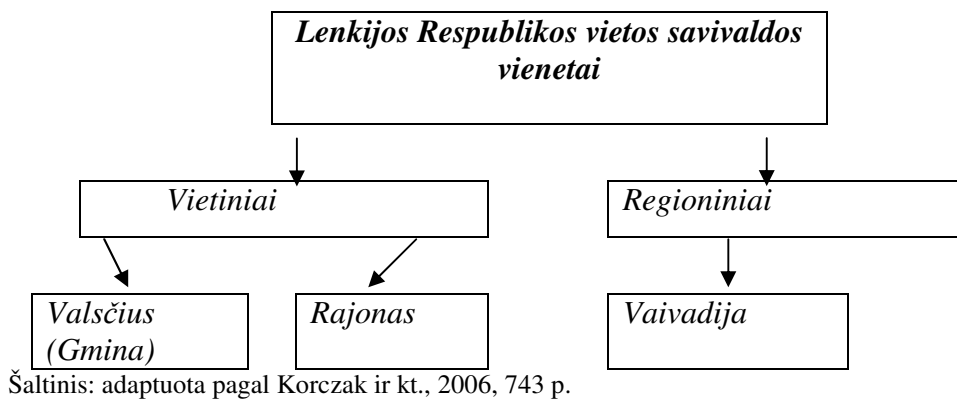 Lenkijos Respublikos vietos savivaldos
vienetai
Vietiniai
Regioniniai
Valsčius
(Gmina)
Rajonas
Vaivadija
Šaltinis: adaptuota pagal Korczak ir kt., 2006, 743 p.